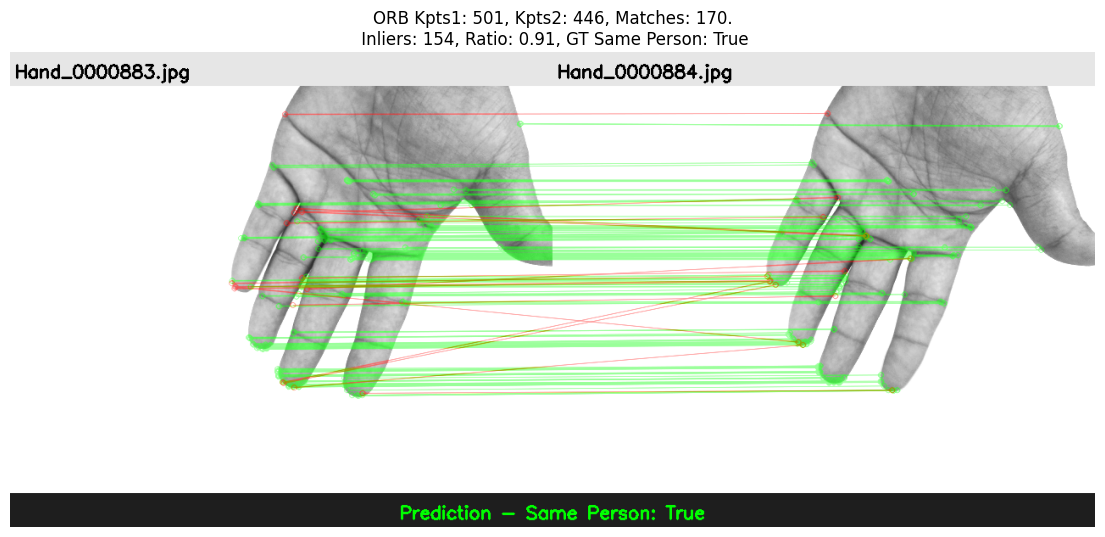 ORB Kpts1: 501, Kpts2: 446, Matches: 170.
Inliers: 154, Ratio: 0.91, GT Same Person: True
Hand_0000883.jpg
Hand_0000884.jpg
Prediction - Same Person: True